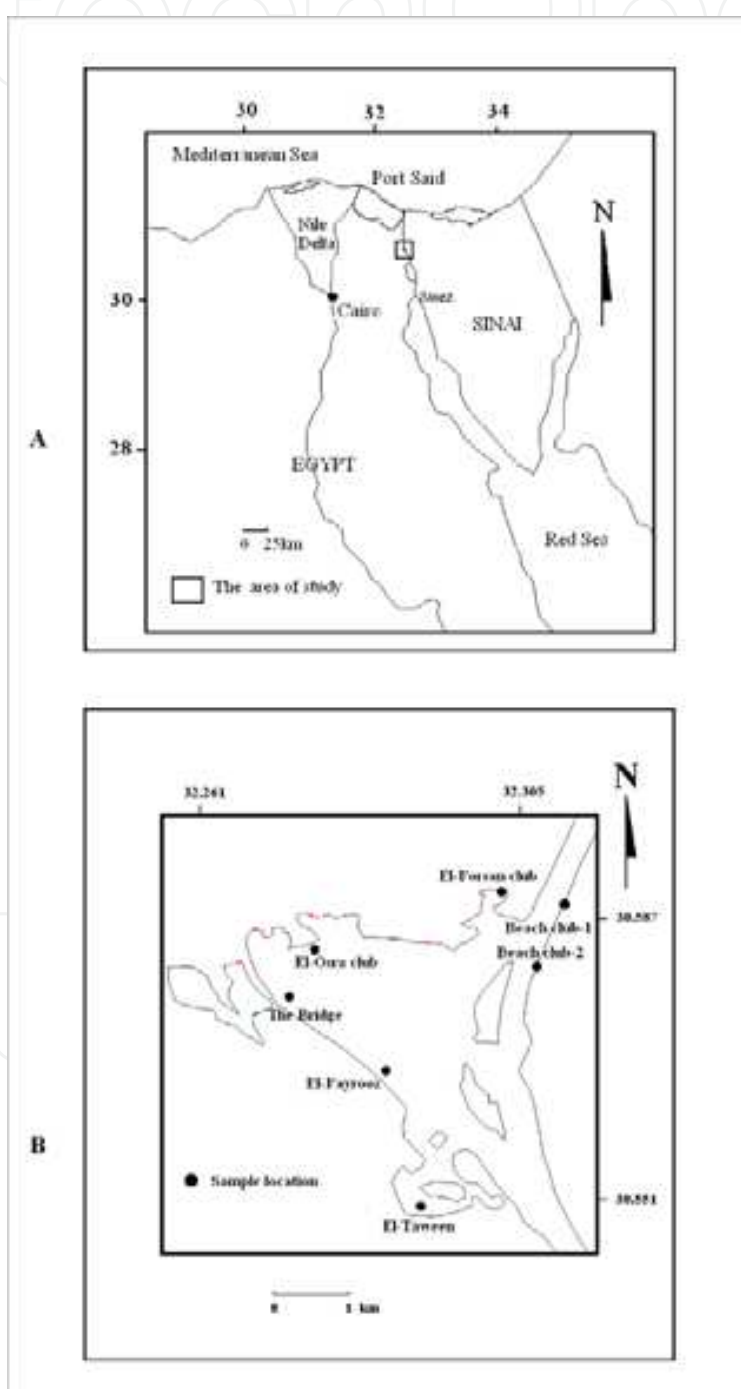 30 32 34
Mediterranean Sea
Port Said
N
Nile
Delta
30
Suez
Cairo
SINAI
A
28
EGYPT
0 25km
Red Sea
The area of study
N
32.261 32.305
El-Forsan club
30.587
Beach club-1
Beach club-2
El-Osra club
The Bridge
El-Fayrooz
B
Sample location
30.551
El-Taween
0 1 km